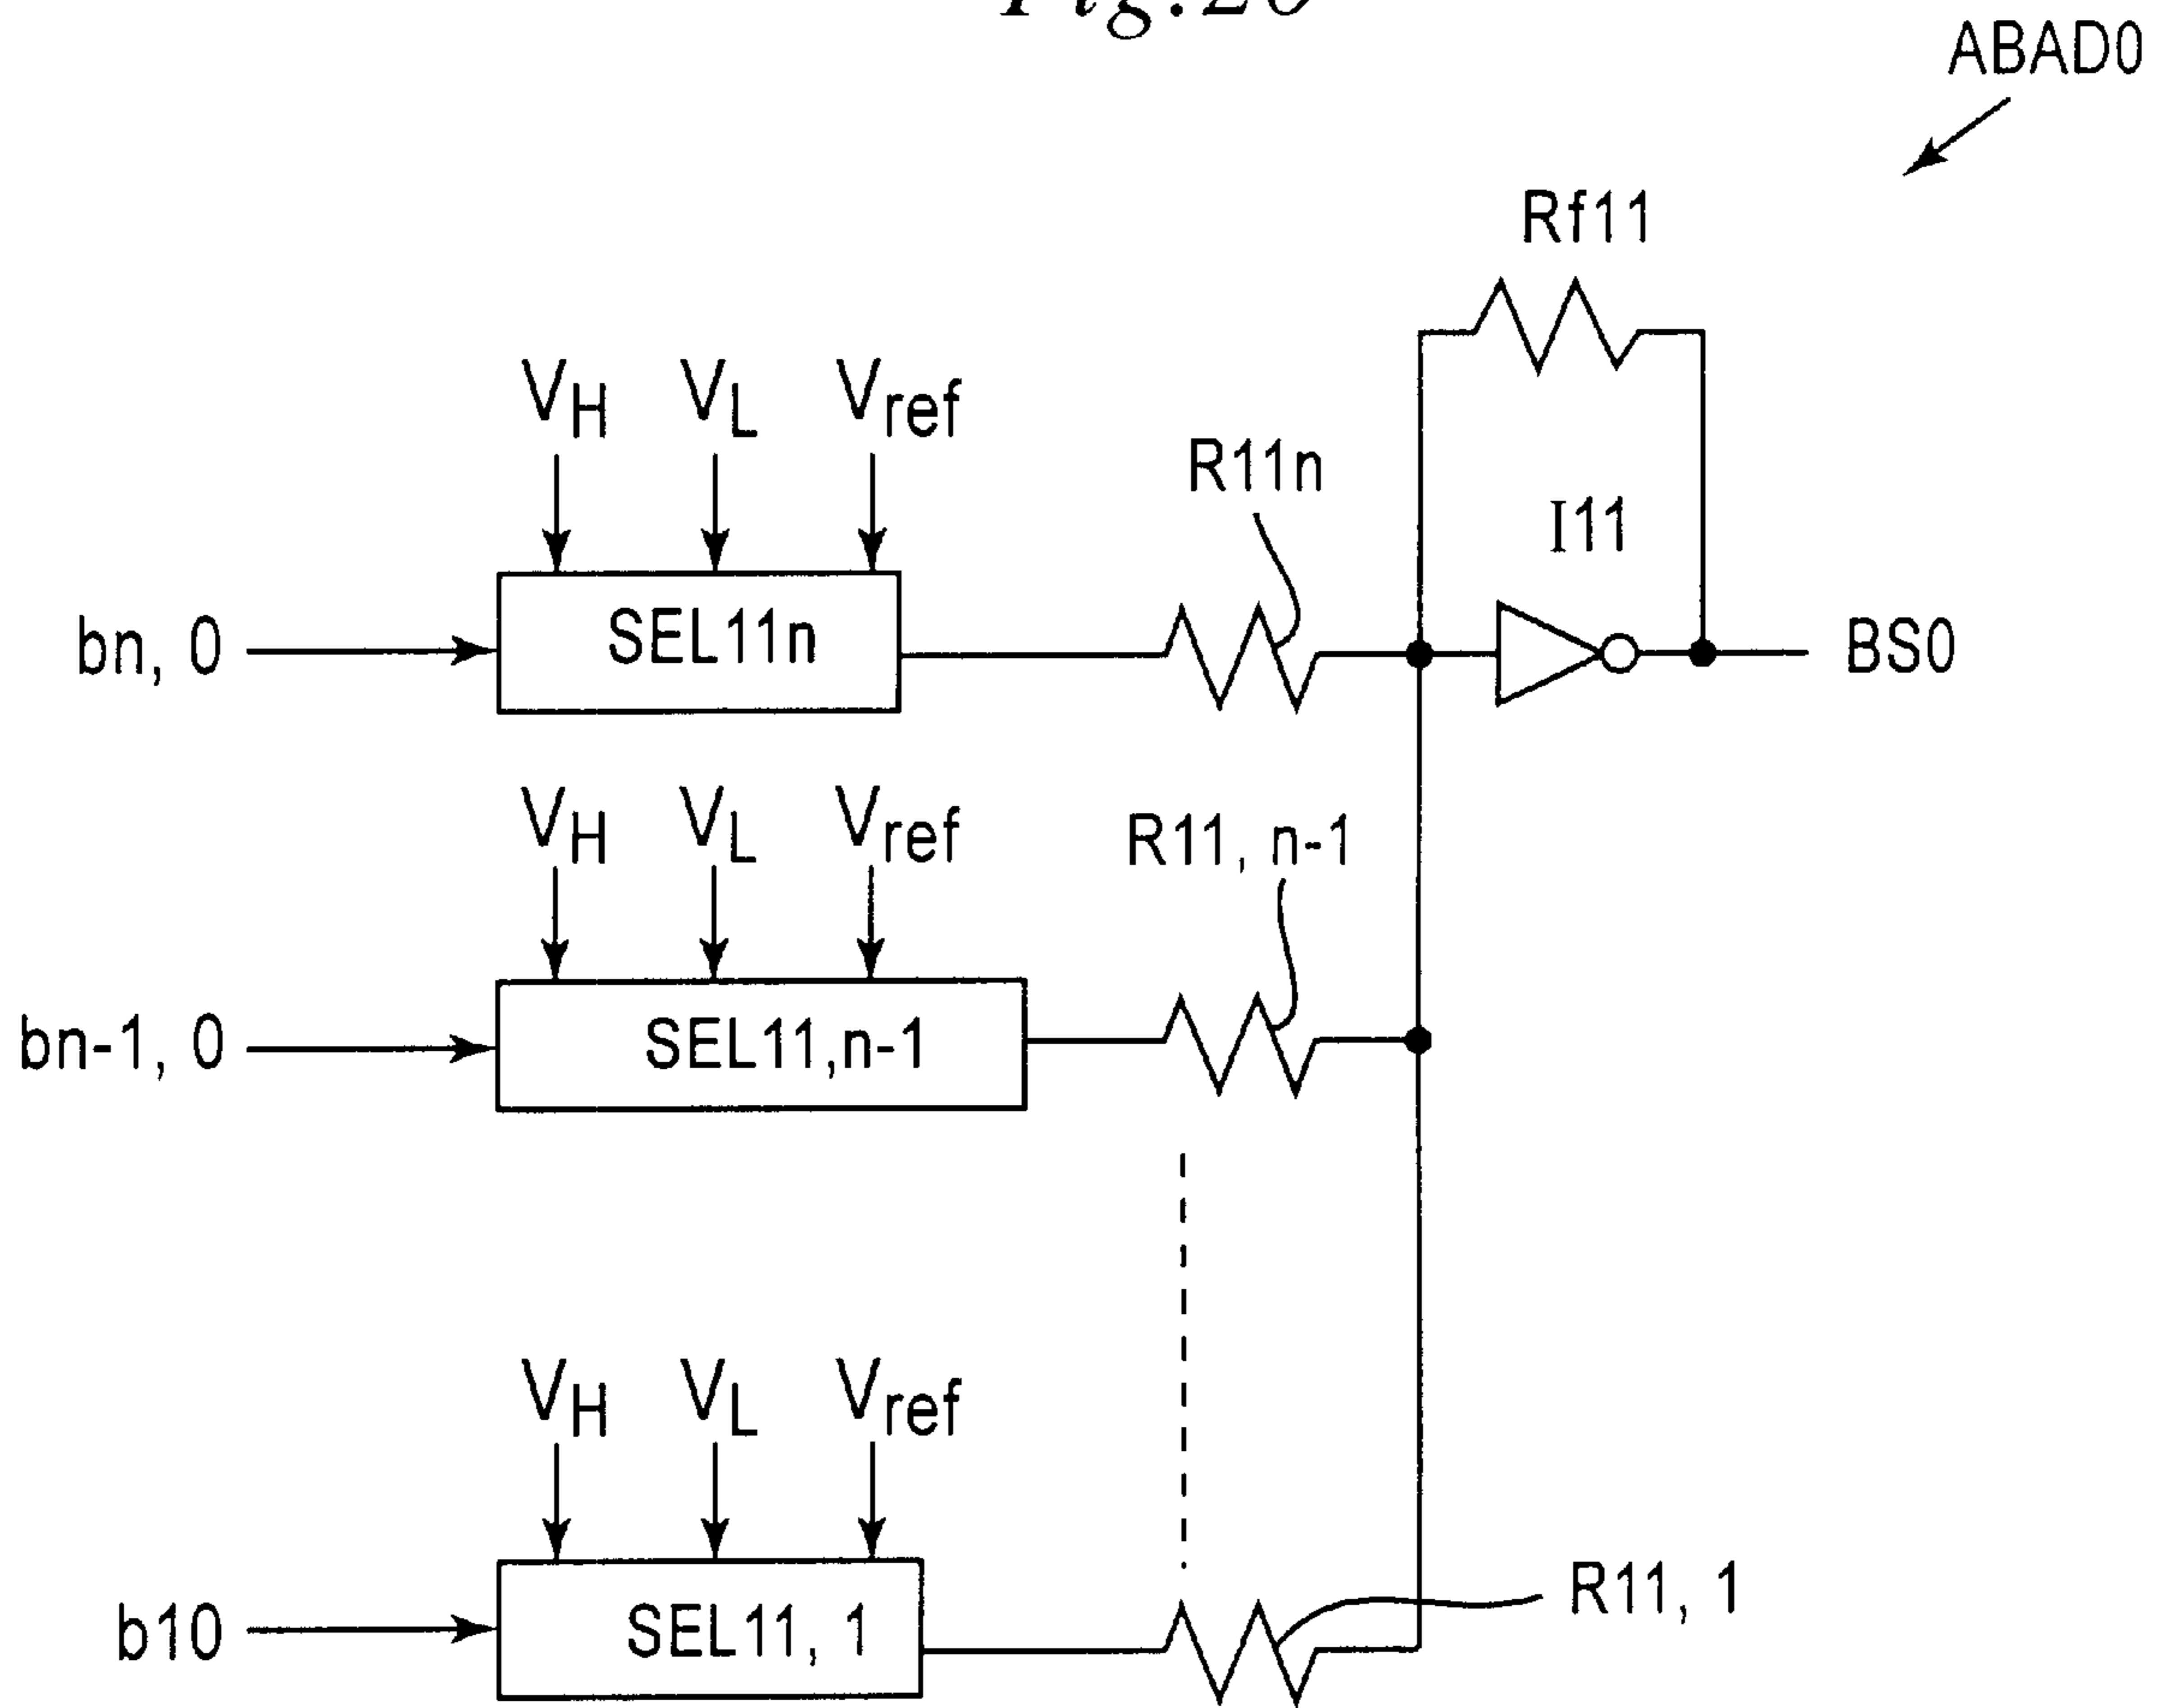 ABAD0
Rf11
VH VL Vref
R11n
I11
bn, 0
SEL11n
BS0
VH VL Vref
R11, n-1
bn-1, 0
SEL11,n-1
VH VL Vref
R11, 1
b10
SEL11, 1